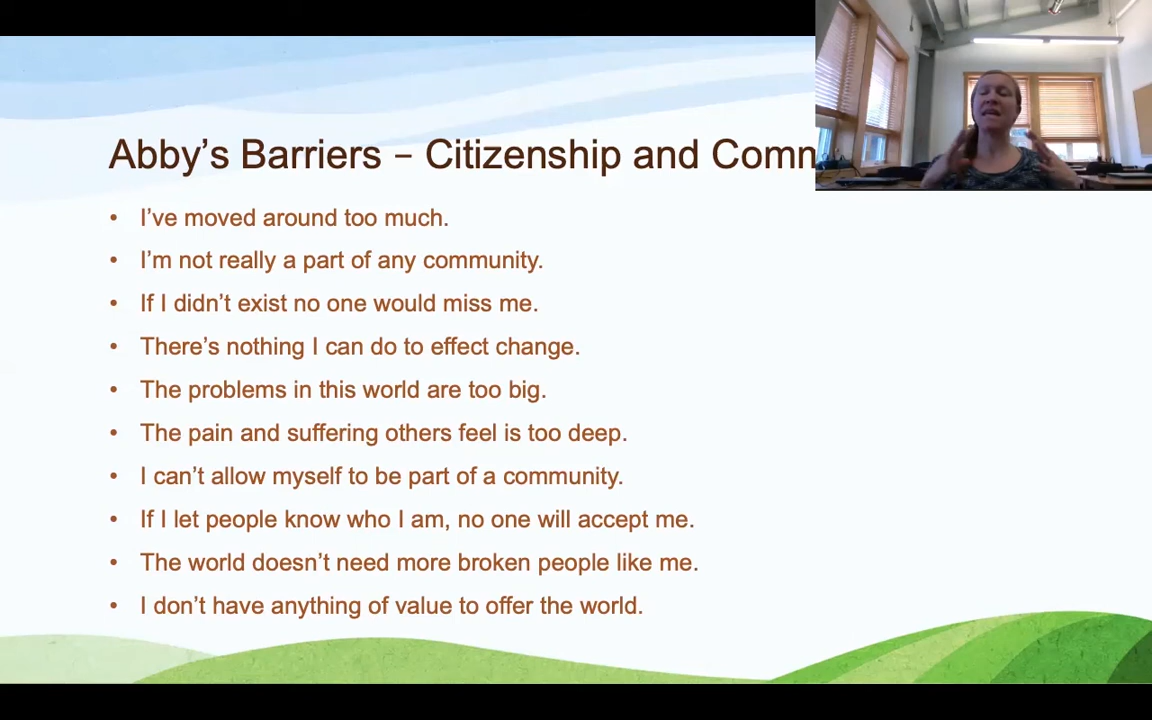 Abby’s Barriers – Citizenship and Comm
• I’ve moved around too much.
• I’m not really a part of any community.
• If I didn’t exist no one would miss me.
• There’s nothing I can do to effect change.
• The problems in this world are too big.
• The pain and suffering others feel is too deep.
• I can’t allow myself to be part of a community.
• If I let people know who I am, no one will accept me.
• The world doesn’t need more broken people like me.
• I don’t have anything of value to offer the world.